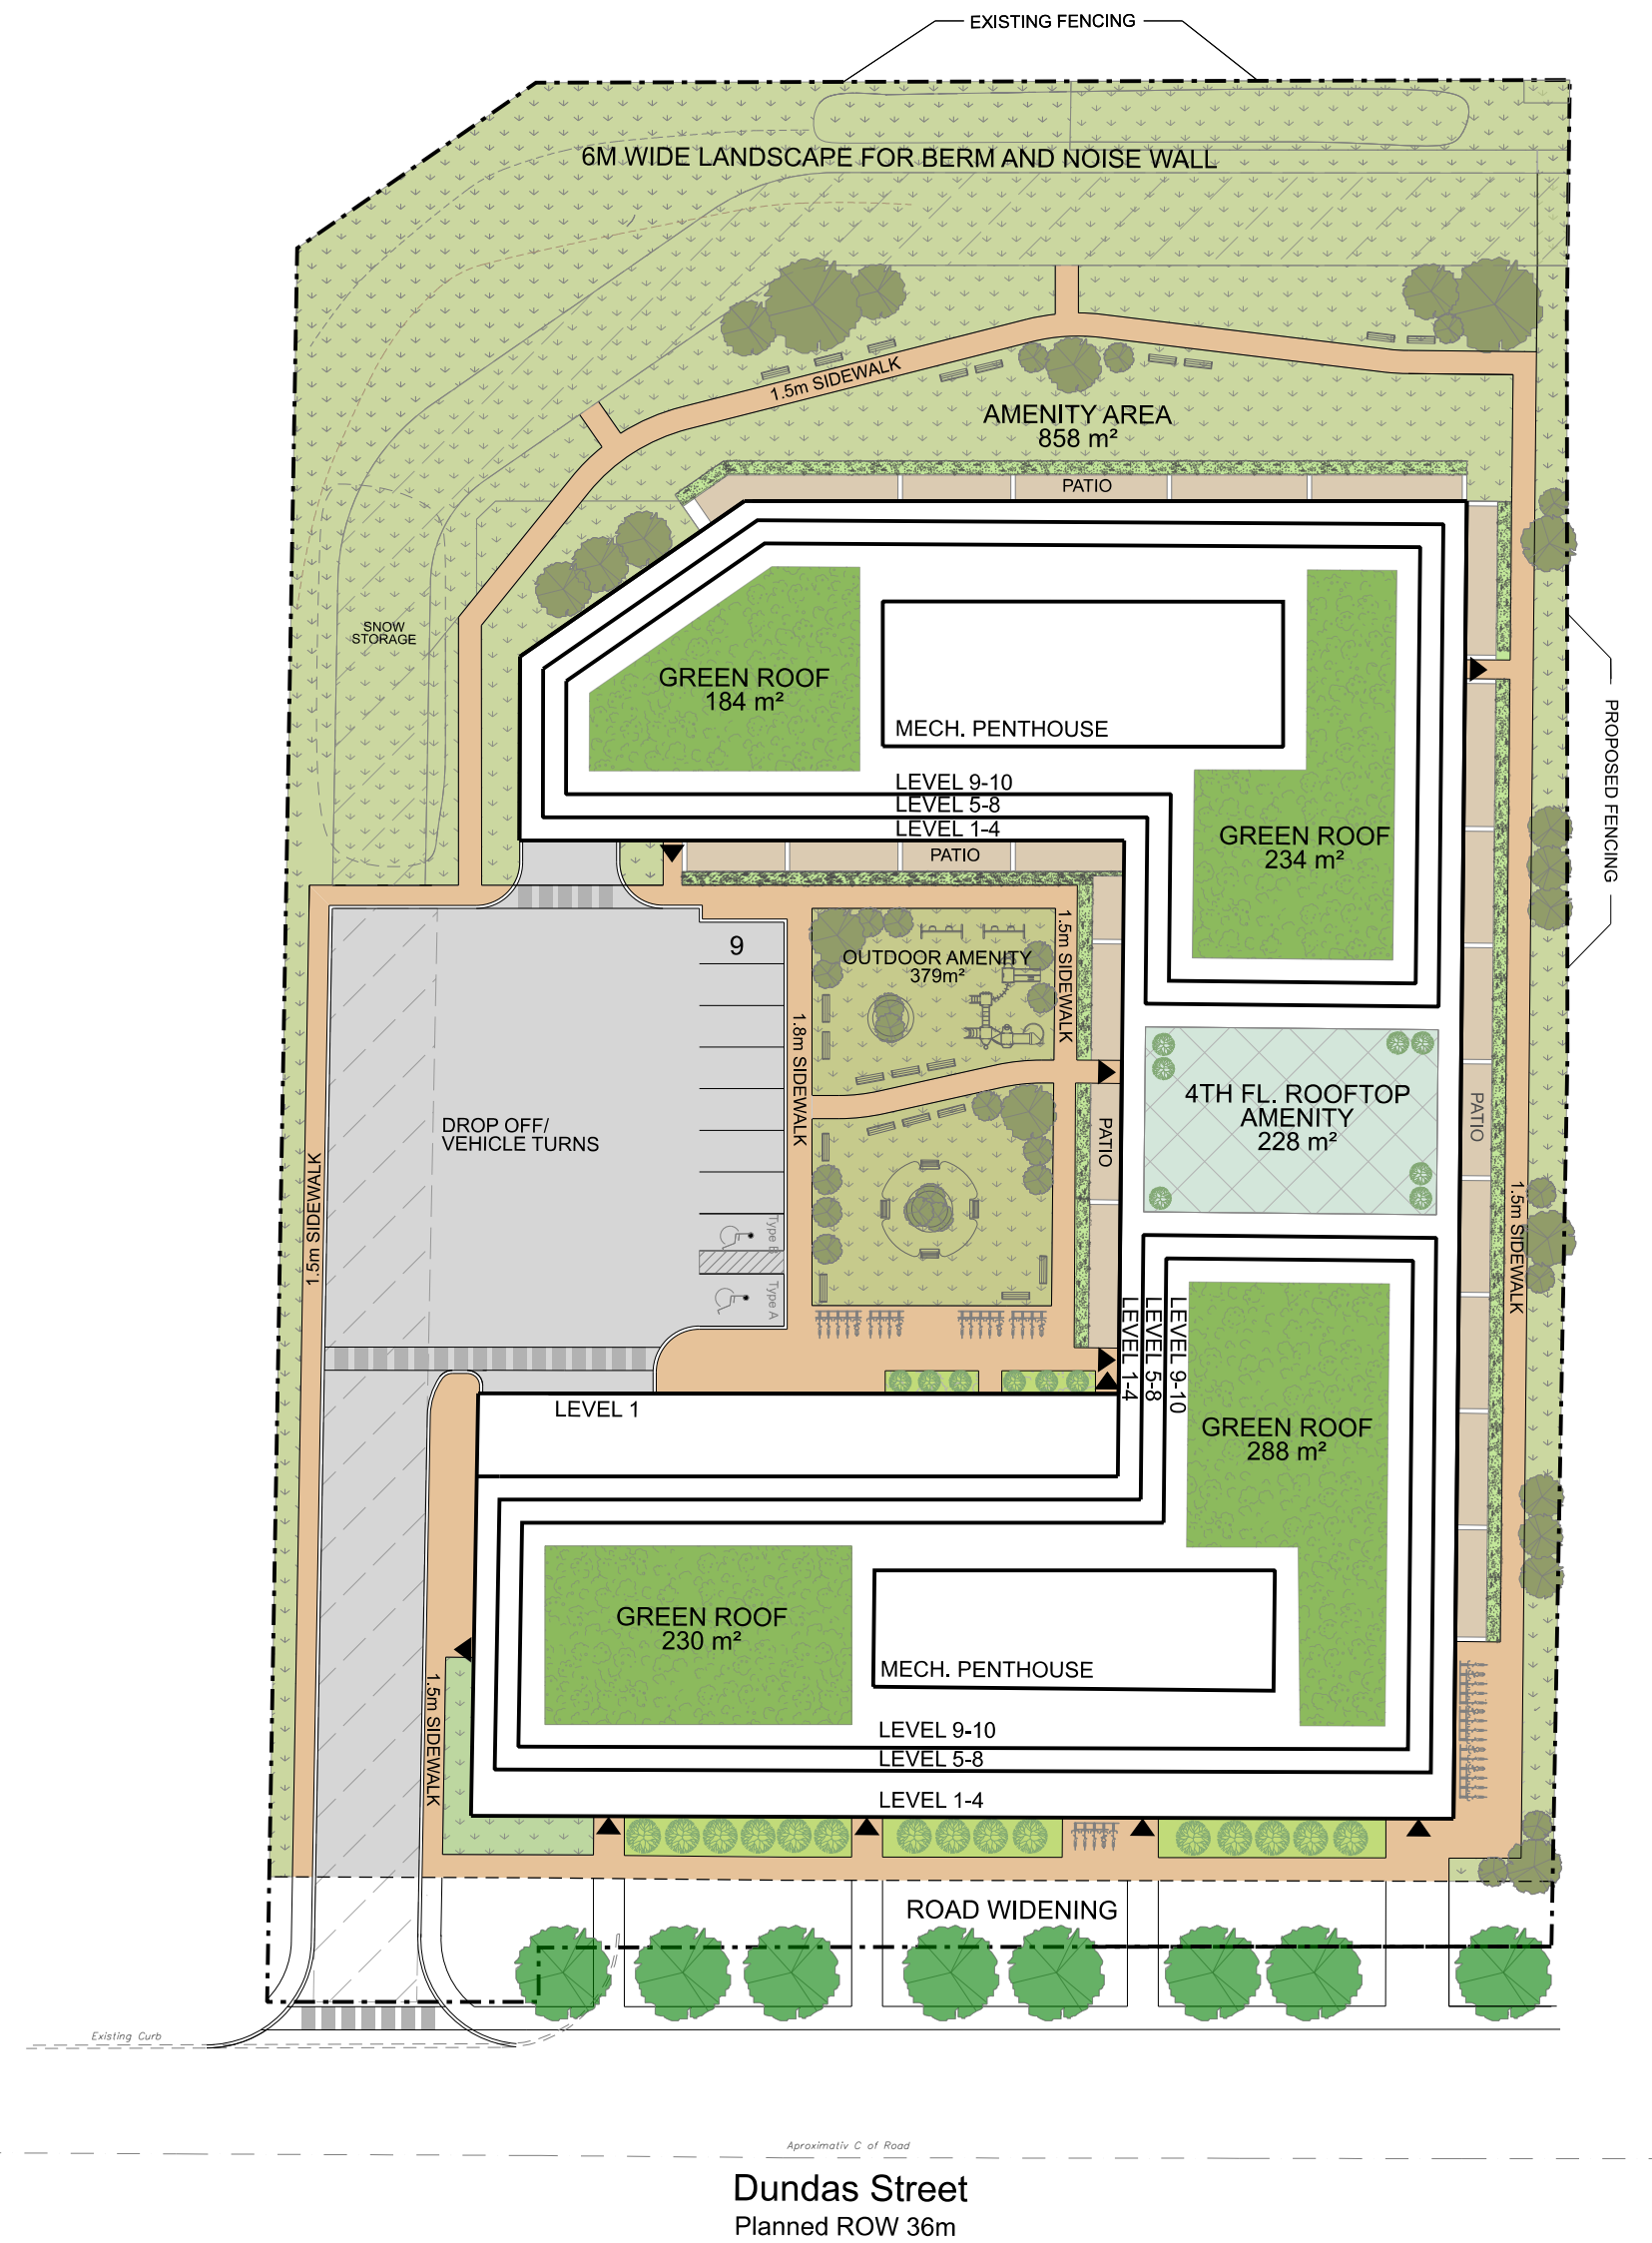 EXISTING FENCING
6M WIDE LANDSCAPE FOR BERM AND NOISE WALL
1.5m SIDEWALK
AMENITY AREA
858 m²
PATIO
SNOW
STORAGE
GREEN ROOF
184 m²
MECH. PENTHOUSE
PROPOSED FENCING
LEVEL 9-10
LEVEL 5-8
LEVEL 1-4
GREEN ROOF
234 m²
PATIO
9
OUTDOOR AMENITY
379m²
1.5m SIDEWALK
1.8m SIDEWALK
DROP OFF/
VEHICLE TURNS
4TH FL. ROOFTOP
AMENITY
228 m²
PATIO
PATIO
1.5m SIDEWALK
1.5m SIDEWALK
Type B
Type A
LEVEL 1-4
LEVEL 5-8
LEVEL 9-10
LEVEL 1
GREEN ROOF
288 m²
GREEN ROOF
230 m²
MECH. PENTHOUSE
1.5m SIDEWALK
LEVEL 9-10
LEVEL 5-8
LEVEL 1-4
ROAD WIDENING
Existing Curb
Aproximativ C of Road
Dundas Street
Planned ROW 36m